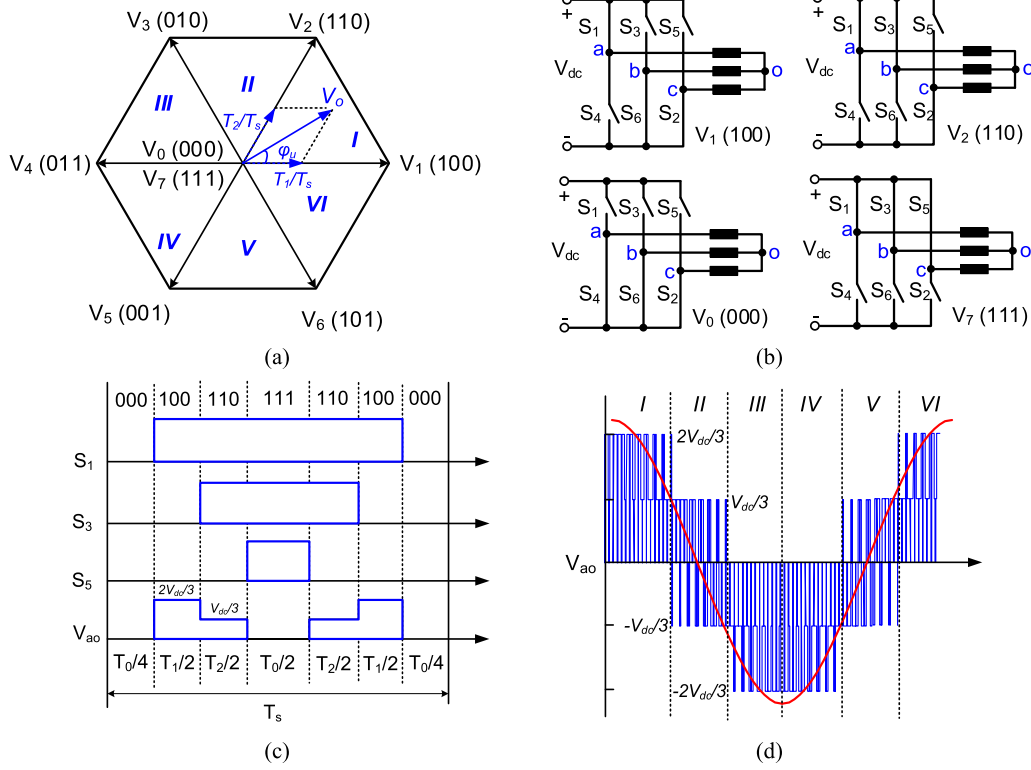 V3 (010)
V2 (110)
II
III
Vo
T2/Ts
I
V4 (011)
V0 (000)
φu
V1 (100)
V7 (111)
T1/Ts
VI
IV
V
V5 (001)
V6 (101)
(a)
+
S1
S3
S5
a
Vdc
b
o
c
S4
S6
S2
-
V1 (100)
+
S1
S3
S5
a
Vdc
b
o
c
S4
S6
S2
-
V2 (110)
+
S1
S3
S5
a
Vdc
b
o
c
S4
S6
S2
-
V0 (000)
+
S1
S3
S5
a
Vdc
b
o
c
S4
S6
S2
-
V7 (111)
(b)
000 100 110 111 110 100 000
S1
S3
S5
2Vdc/3
Vdc/3
Vao
T0/4 T1/2 T2/2 T0/2 T2/2 T1/2 T0/4
Ts
(c)
I II III IV V VI
2Vdc/3
Vdc/3
Vao
-Vdc/3
-2Vdc/3
(d)